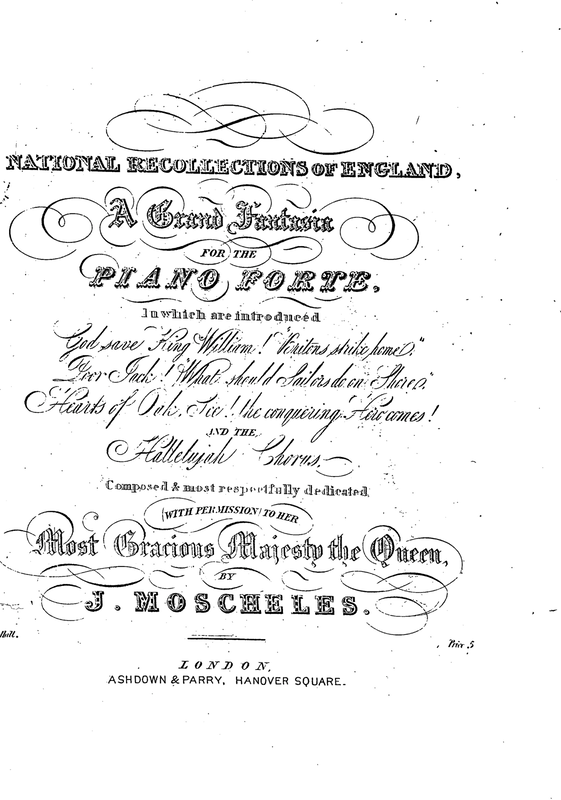 NATIONAL RECOLLECTIONS OF ENGLAND,
A Grand Fantasia
FOR THE
PIANO FORTE,
In which are introduced
God save King William! "Britons strike home."
Poor Jack! "What should Sailors do on Shore."
Hearts of Oak, See! the conquering Hero comes!
AND THE,
Hallelujah Chorus.
Composed & most respectfully dedicated
(WITH PERMISSION) TO HER
Most Gracious Majesty the Queen,
BY
J. MOSCHELES.
Hall. Price 5
LONDON,
ASHDOWN & PARRY, HANOVER SQUARE.